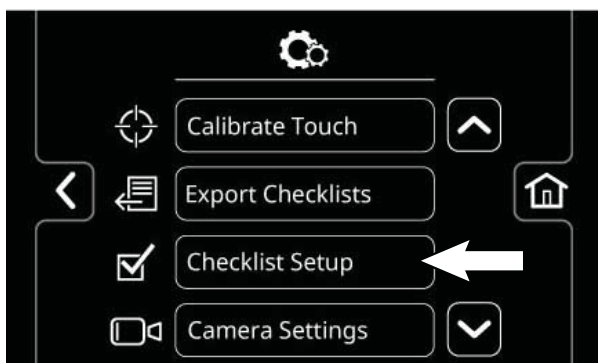 Calibrate Touch
Export Checklists
Checklist Setup
Camera Settings